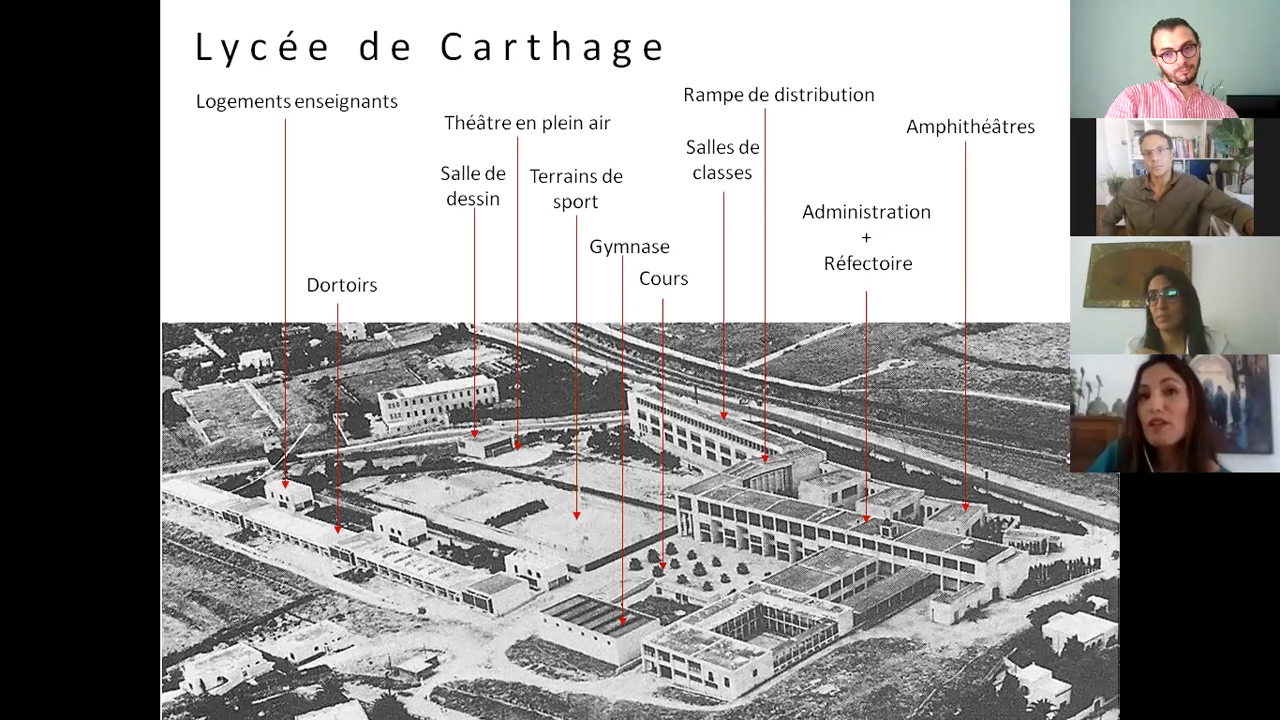 Lycée de Carthage
Logements enseignants
Rampe de distribution
Théâtre en plein air
Amphithéâtres
Salles de
classes
Salle de
dessin
Terrains de
sport
Administration
+
Réfectoire
Gymnase
Cours
Dortoirs